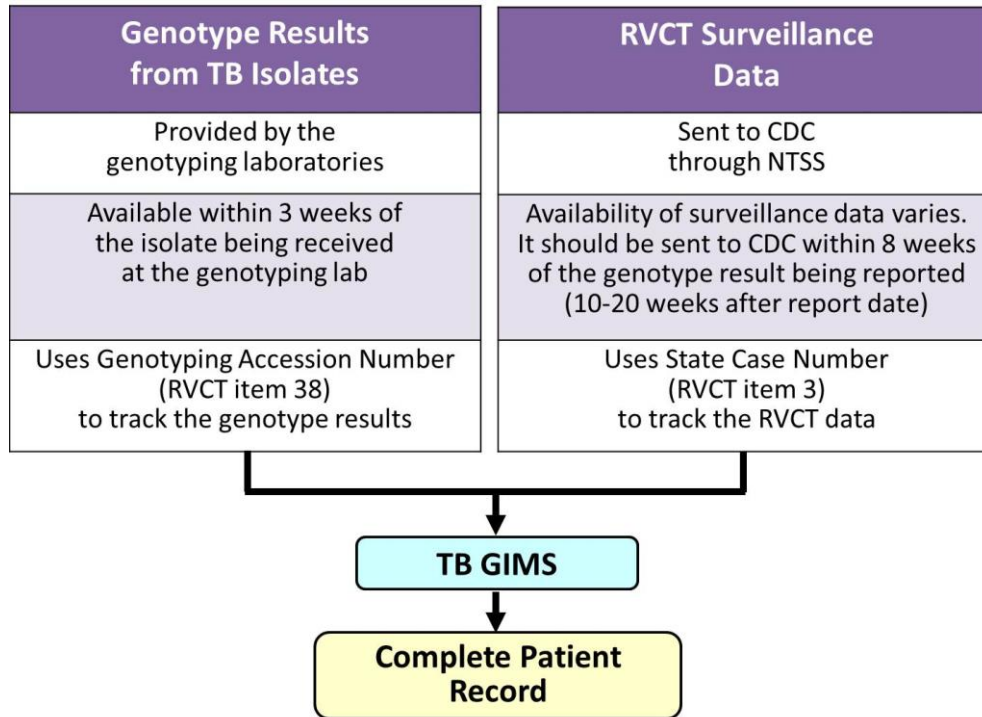 Genotype Results
from TB Isolates
Provided by the
genotyping laboratories
Available within 3 weeks of
the isolate being received
at the genotyping lab
Uses Genotyping Accession Number
(RVCT item 38)
to track the genotype results
RVCT Surveillance
Data
Sent to CDC
through NTSS
Availability of surveillance data varies.
It should be sent to CDC within 8 weeks
of the genotype result being reported
(10-20 weeks after report date)
Uses State Case Number
(RVCT item 3)
to track the RVCT data
TB GIMS
Complete Patient
Record